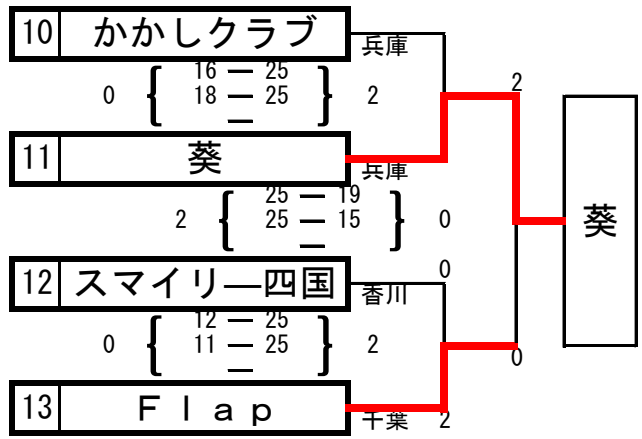 10 かかしクラブ 兵庫
0 { 16 ― 25 } 2
18 ― 25
―
2
11 葵 兵庫
2 { 25 ― 19 } 0
25 ― 15
―
葵
0
12 スマイリ―四国 香川
0 { 12 ― 25 } 2
11 ― 25
―
0
13 Ｆｌａｐ 千葉 2